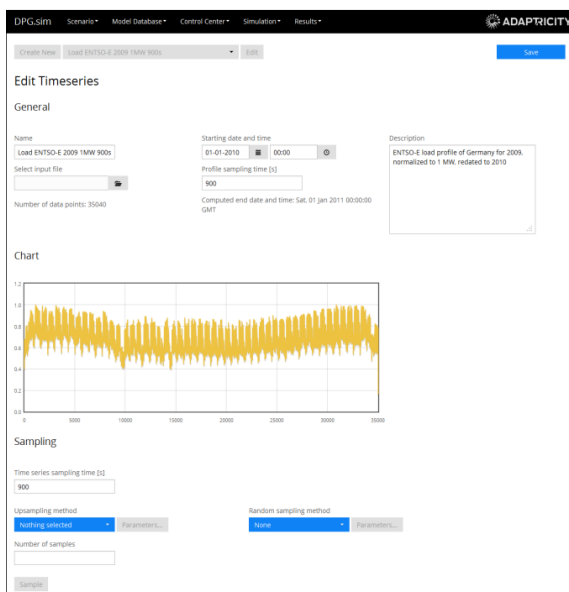 DPG.sim Scenario Model Database Control Center Simulation Results ADAPTRICITY
Create New Load ENTSO-E 2009 1MW 900s Edit Save
Edit Timeseries
General
Name Starting date and time Description
Load ENTSO-E 2009 1MW 900s 01-01-2010 00:00 ENTSO-E load profile of Germany for 2009,
normalized to 1 MW, redated to 2010
Select input file Profile sampling time [s]
900
Number of data points: 35040 Computed end date and time: Sat, 01 Jan 2011 00:00:00
GMT
Chart
1.2
1.0
0.8
0.6
0.4
0.2
0.0
0 5000 10000 15000 20000 25000 30000 35000
Sampling
Time series sampling time [s]
900
Upsampling method Random sampling method
Nothing selected Parameters... None Parameters...
Number of samples
Sample